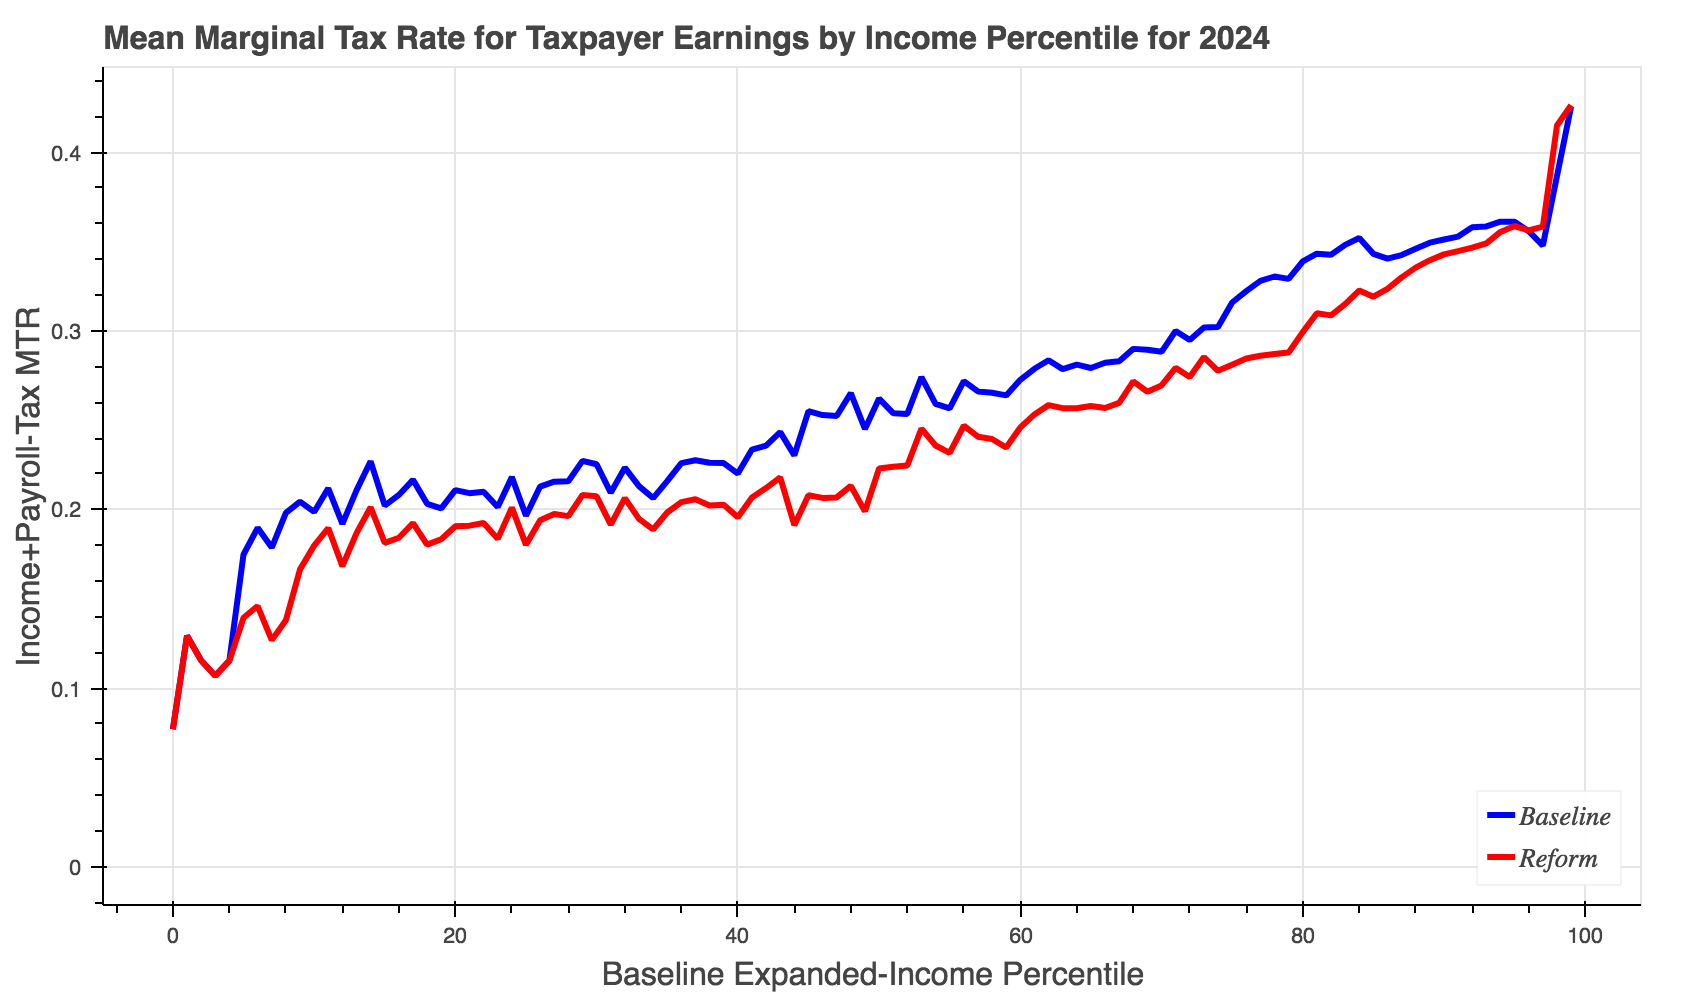 Mean Marginal Tax Rate for Taxpayer Earnings by Income Percentile for 2024
Income+Payroll-Tax MTR
0.4
0.3
0.2
0.1
0
Baseline
Reform
0 20 40 60 80 100
Baseline Expanded-Income Percentile